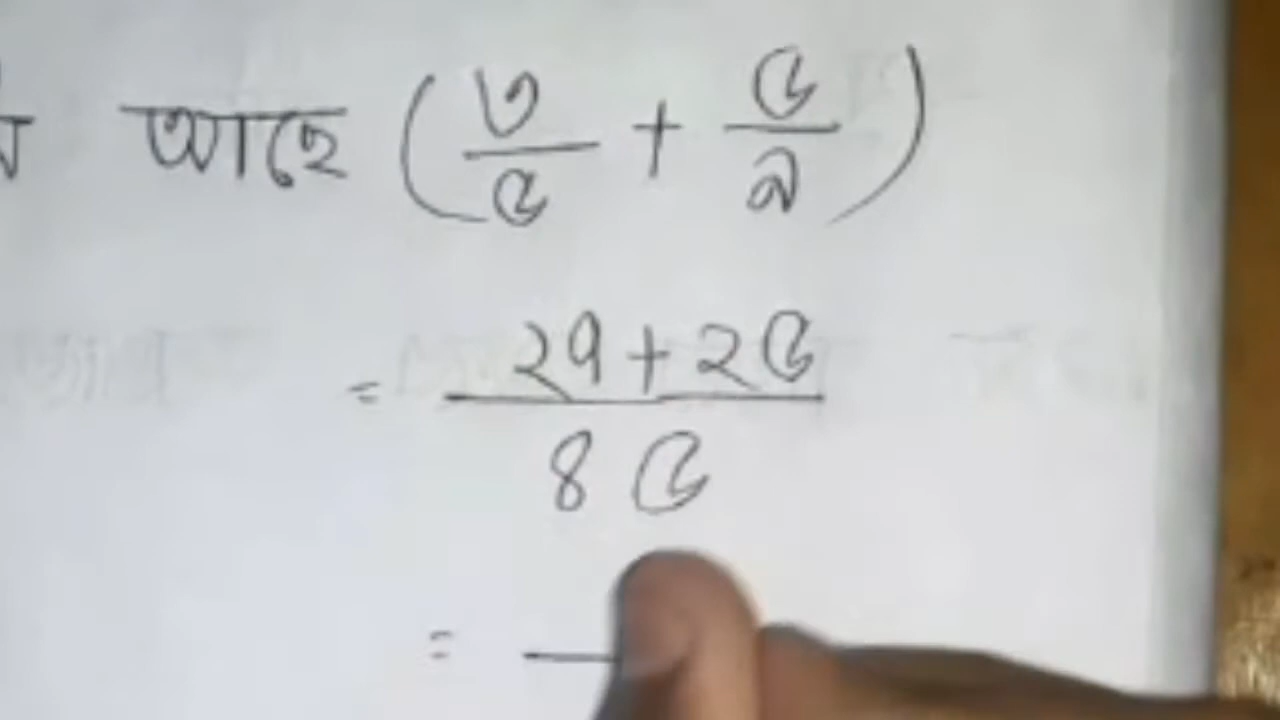 আছে (৩/৫ + ৫/৯)
= ২৭+২৫/৪৫
=